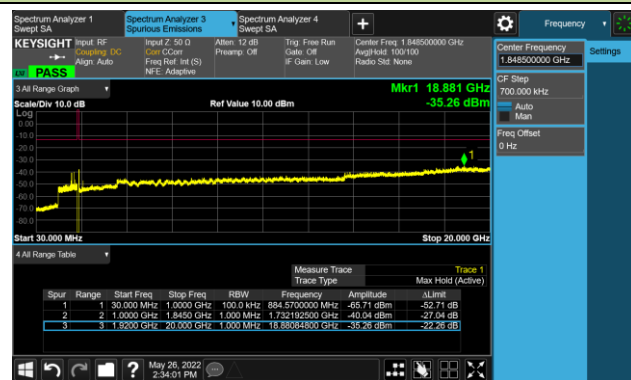 Spectrum Analyzer 1
Swept SA
Spectrum Analyzer 3
Spurious Emissions
Spectrum Analyzer 4
Swept SA
Frequency
KEYSIGHT
Input: RF
Coupling: DC
Align: Auto
Input Z: 50 Ω
Corr CCorr
Freq Ref: Int (S)
NFE: Adaptive
Atten: 12 dB
Preamp: Off
Trig: Free Run
Gate: Off
IF Gain: Low
Center Freq: 1.848500000 GHz
Avg|Hold: 100/100
Radio Std: None
PASS
Center Frequency
1.848500000 GHz
Settings
CF Step
700.000 kHz
Auto
Man
Freq Offset
0 Hz
3 All Range Graph
Mkr1 18.881 GHz
Scale/Div 10.0 dB
Ref Value 10.00 dBm
-35.26 dBm
Log
0.00
-10.0
-20.0
-30.0
-40.0
-50.0
-60.0
-70.0
-80.0
1
Start 30.000 MHz
Stop 20.000 GHz
4 All Range Table
Measure Trace Trace 1
Trace Type Max Hold (Active)
Spur Range Start Freq Stop Freq RBW Frequency Amplitude ΔLimit
1 1 30.000 MHz 1.0000 GHz 100.0 kHz 884.5700000 MHz -65.71 dBm -52.71 dB
2 2 1.0000 GHz 1.8450 GHz 1.000 MHz 1.732192500 GHz -40.04 dBm -27.04 dB
3 3 1.9200 GHz 20.000 GHz 1.000 MHz 18.88084800 GHz -35.26 dBm -22.26 dB
May 26, 2022
2:34:01 PM